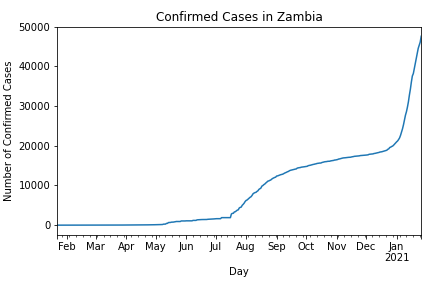 Confirmed Cases in Zambia
50000
40000
30000
20000
10000
0
Number of Confirmed Cases
Feb Mar Apr May Jun Jul Aug Sep Oct Nov Dec Jan
2021
Day